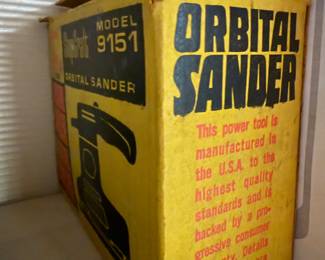 MODEL
9151
ORBITAL SANDER
ORBITAL
SANDER
This power tool is
manufactured in
the U.S.A. to the
highest quality
standards and is
backed by a pro-
gressive consumer
Details